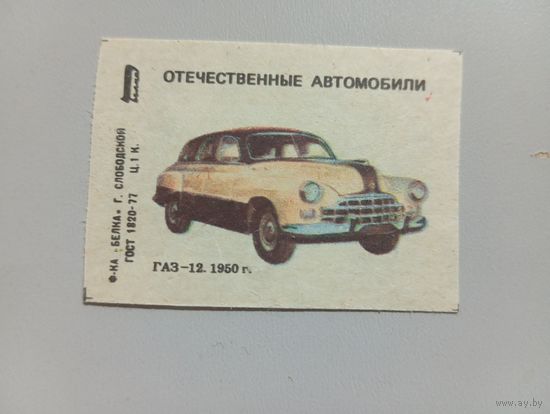 ОТЕЧЕСТВЕННЫЕ АВТОМОБИЛИ
Ф-КА „БЕЛКА" Г. СЛОБОДСКОЙ
ГОСТ 1820-77 Ц. 1 К.
ГАЗ-12. 1950 г.
www.ay.by